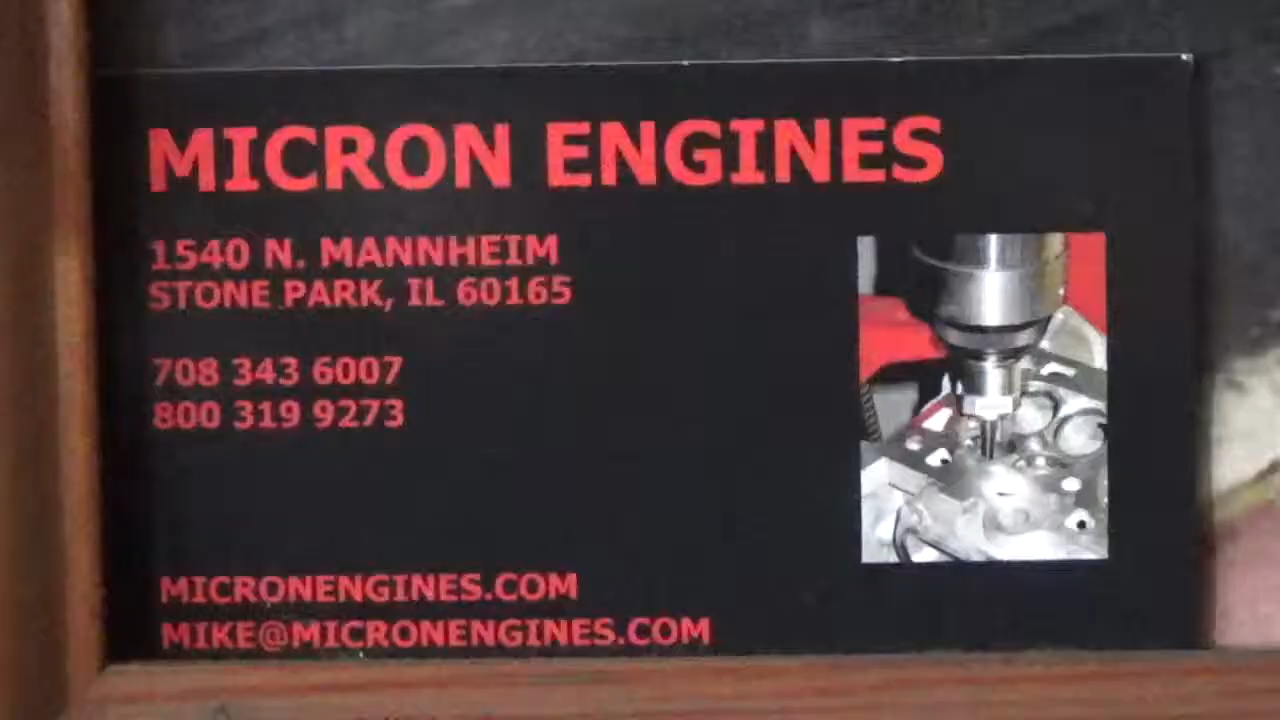 MICRON ENGINES
1540 N. MANNHEIM
STONE PARK, IL 60165
708 343 6007
800 319 9273
MICRONENGINES.COM
MIKE@MICRONENGINES.COM